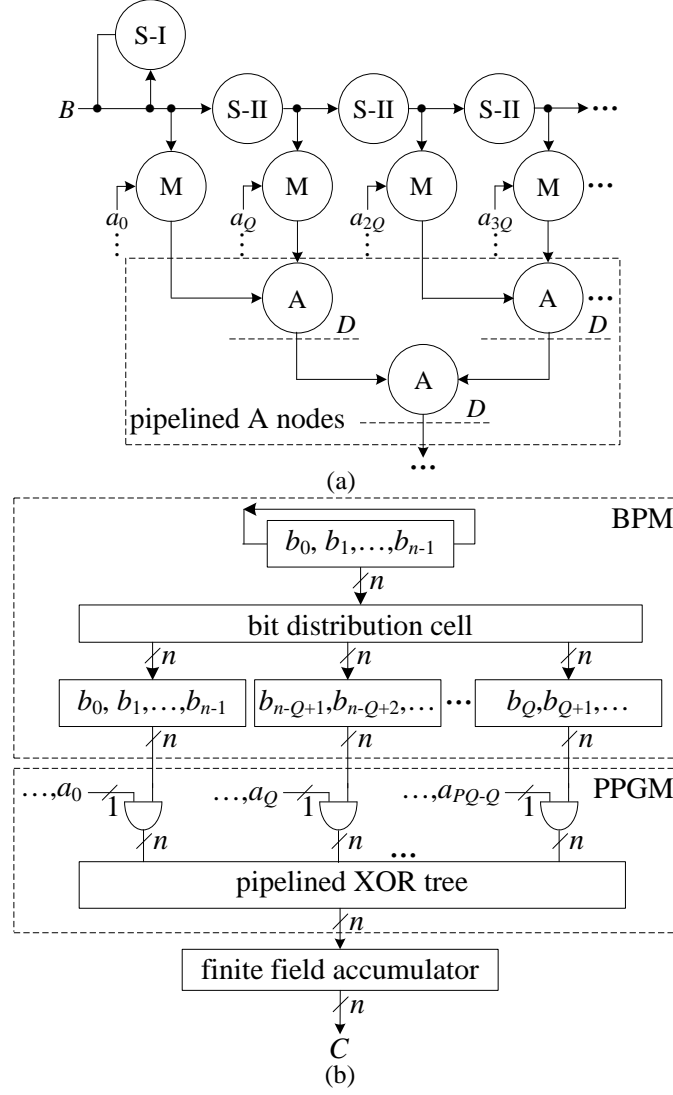 S-I
B S-II S-II S-II ...
M M M M ...
a0 aQ a2Q a3Q
... ... ... ...
A A ...
D D
A
pipelined A nodes D
...
(a)
BPM
b0, b1,...,bn-1
n
bit distribution cell
n n n
b0, b1,...,bn-1 bn-Q+1,bn-Q+2,... ... bQ,bQ+1,...
n n n
PPGM
...,a0 1 ...,aQ 1 ...,aPQ-Q 1
n n n
...
pipelined XOR tree
n
finite field accumulator
n
C
(b)